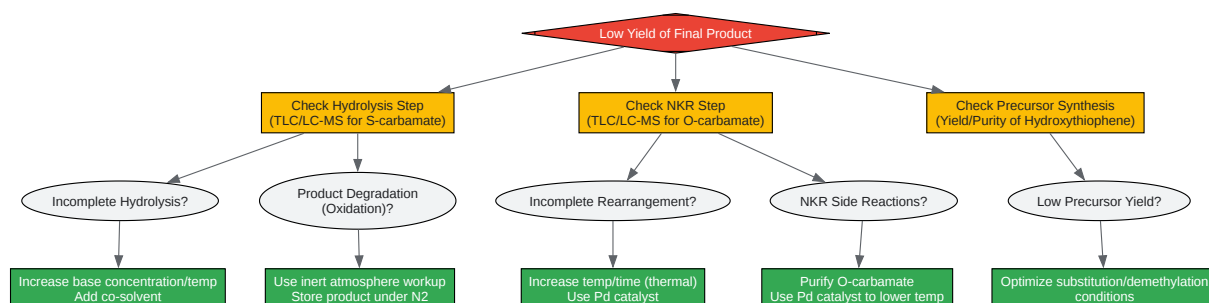 Low Yield of Final Product
Check Hydrolysis Step
(TLC/LC-MS for S-carbamate)
Check NKR Step
(TLC/LC-MS for O-carbamate)
Check Precursor Synthesis
(Yield/Purity of Hydroxythiophene)
Incomplete Hydrolysis?
Product Degradation
(Oxidation)?
Incomplete Rearrangement?
NKR Side Reactions?
Low Precursor Yield?
Increase base concentration/temp
Add co-solvent
Use inert atmosphere workup
Store product under N2
Increase temp/time (thermal)
Use Pd catalyst
Purify O-carbamate
Use Pd catalyst to lower temp
Optimize substitution/demethylation
conditions